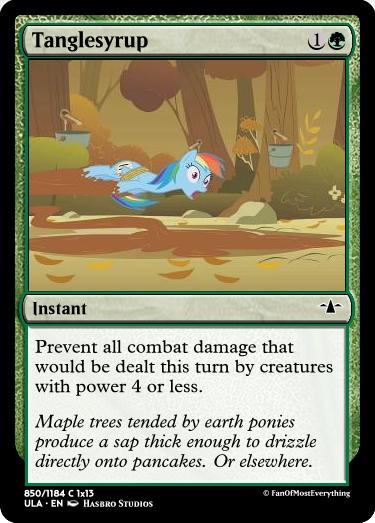 Tanglesyrup 1
Instant
Prevent all combat damage that
would be dealt this turn by creatures
with power 4 or less.
Maple trees tended by earth ponies
produce a sap thick enough to drizzle
directly onto pancakes. Or elsewhere.
850/1184 C 1x13
ULA • EN HASBRO STUDIOS © FanOfMostEverything